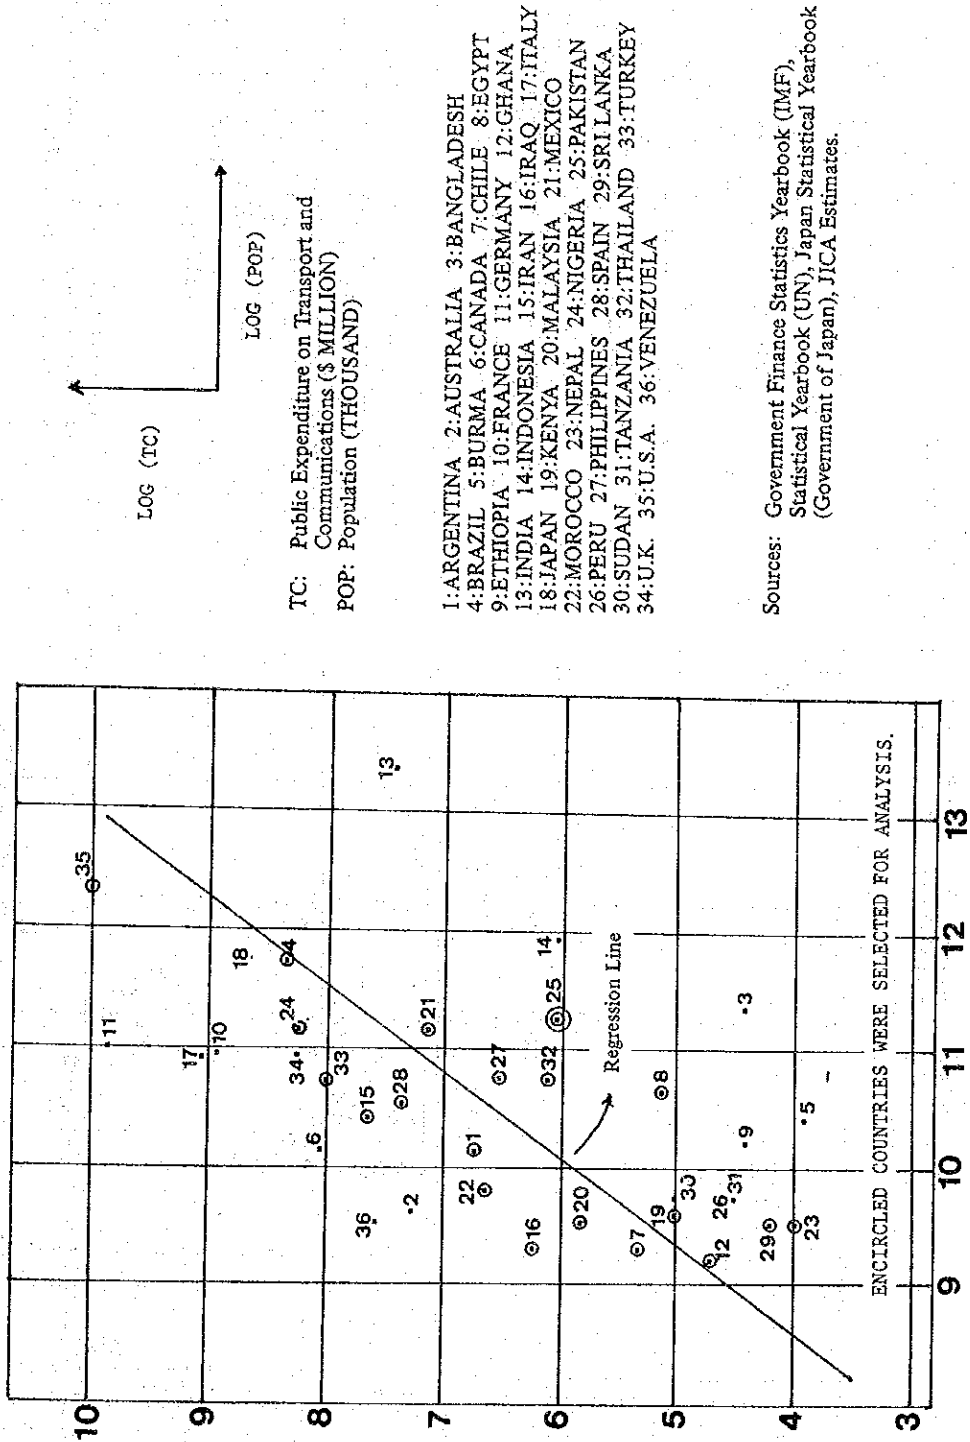 LOG (TC)
LOG (POP)
TC: Public Expenditure on Transport and
Communications ($ MILLION)
POP: Population (THOUSAND)
1:ARGENTINA 2:AUSTRALIA 3:BANGLADESH
4:BRAZIL 5:BURMA 6:CANADA 7:CHILE 8:EGYPT
9:ETHIOPIA 10:FRANCE 11:GERMANY 12:GHANA
13:INDIA 14:INDONESIA 15:IRAN 16:IRAQ 17:ITALY
18:JAPAN 19:KENYA 20:MALAYSIA 21:MEXICO
22:MOROCCO 23:NEPAL 24:NIGERIA 25:PAKISTAN
26:PERU 27:PHILIPPINES 28:SPAIN 29:SRI LANKA
30:SUDAN 31:TANZANIA 32:THAILAND 33:TURKEY
34:U.K. 35:U.S.A. 36:VENEZUELA
Sources: Government Finance Statistics Yearbook (IMF),
Statistical Yearbook (UN), Japan Statistical Yearbook
(Government of Japan), JICA Estimates.
10
9
8
7
6
5
4
3
35
11
18
4
17
10
24
34
33
13
21
15
28
6
36
2
22
1
27
32
25
14
16
20
7
8
3
19
30
12
26
31
9
5
29
23
Regression Line
ENCIRCLED COUNTRIES WERE SELECTED FOR ANALYSIS.
9
10
11
12
13